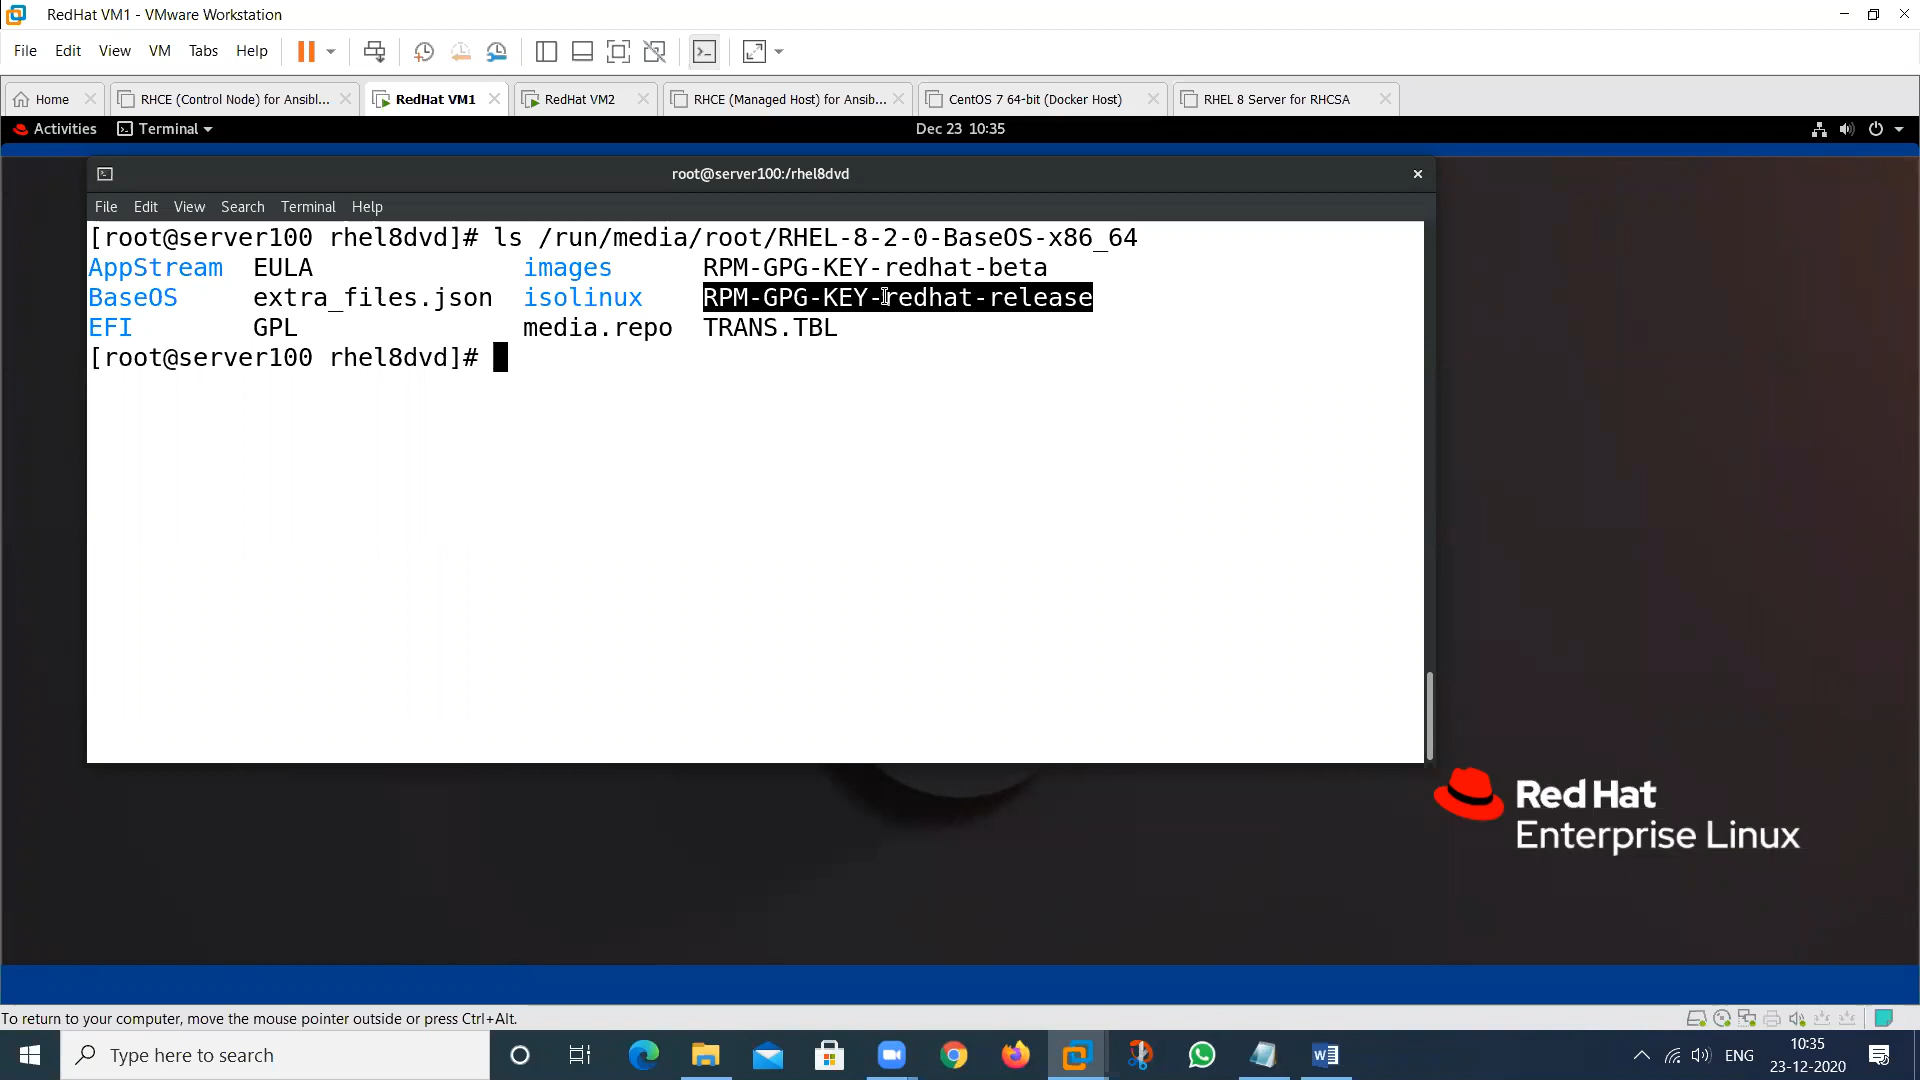 RedHat VM1 - VMware Workstation
File Edit View VM Tabs Help
Home RHCE (Control Node) for Ansibl... RedHat VM1 RedHat VM2 RHCE (Managed Host) for Ansib... CentOS 7 64-bit (Docker Host) RHEL 8 Server for RHCSA
Activities Terminal Dec 23 10:35
root@server100:/rhel8dvd
File Edit View Search Terminal Help
[root@server100 rhel8dvd]# ls /run/media/root/RHEL-8-2-0-BaseOS-x86_64
AppStream EULA images RPM-GPG-KEY-redhat-beta
BaseOS extra_files.json isolinux RPM-GPG-KEY-redhat-release
EFI GPL media.repo TRANS.TBL
[root@server100 rhel8dvd]#
Red Hat
Enterprise Linux
To return to your computer, move the mouse pointer outside or press Ctrl+Alt.
Type here to search
ENG
10:35
23-12-2020